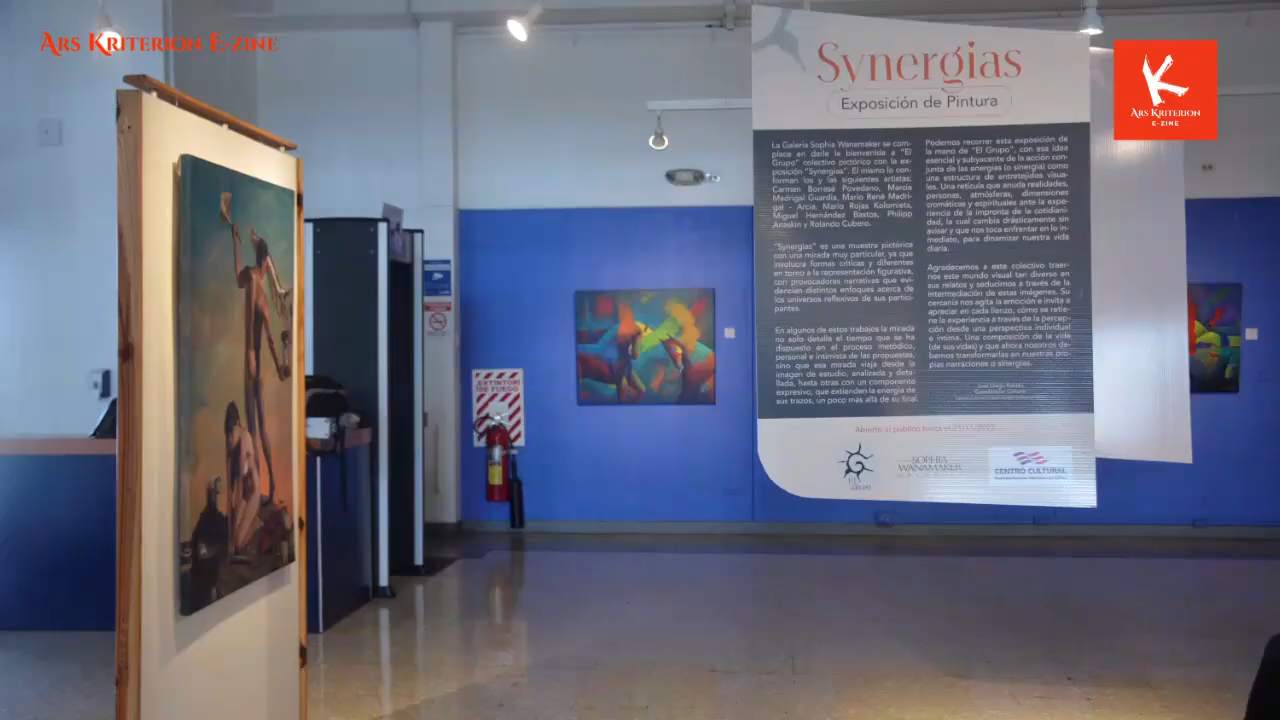 ARS KRITERION E-ZINE
K
ARS KRITERION
E-ZINE
Synergias
Exposición de Pintura
La Galería Sophia Wanamaker se com-
place en darle la bienvenida a "El
Grupo" colectivo pictórico con la ex-
posición "Synergias". El mismo lo con-
forman los y las siguientes artistas:
Carmen Borrasé Povedano, Marcia
Madrigal Guardia, Mario René Madri-
gal - Arcia, Mario Rojas Kolomiets,
Miguel Hernández Bastos, Philipp
Anaskin y Rolando Cubero.
"Synergias" es una muestra pictórica
con una mirada muy particular, ya que
involucra formas críticas y diferentes
en torno a la representación figurativa,
con provocadoras narrativas que evi-
dencian distintos enfoques acerca de
los universos reflexivos de sus partici-
pantes.
En algunos de estos trabajos la mirada
no solo detalla el tiempo que se ha
dispuesto en el proceso metódico,
personal e intimista de las propuestas,
sino que esa mirada viaja desde la
imagen de estudio, analizada y deta-
llada, hasta otras con un componente
expresivo, que extienden la energía de
sus trazos, un poco más allá de su final.
Podemos recorrer esta exposición de
la mano de "El Grupo", con esa idea
esencial y subyacente de la acción con-
junta de las energías (o sinergia) como
una estructura de entretejidos visua-
les. Una retícula que anuda realidades,
personas, atmósferas, dimensiones
cromáticas y espirituales ante la expe-
riencia de la impronta de la cotidiani-
dad, la cual cambia drásticamente sin
avisar y que nos toca enfrentar en lo in-
mediato, para dinamizar nuestra vida
diaria.
Agradecemos a este colectivo traer-
nos este mundo visual tan diverso en
sus relatos y seducirnos a través de la
intermediación de estas imágenes. Su
cercanía nos agita la emoción e invita a
apreciar en cada lienzo, cómo se retie-
ne la experiencia a través de la percep-
ción desde una perspectiva individual
e íntima. Una composición de la vida
(de sus vidas) y que ahora nosotros de-
bemos transformarlas en nuestras pro-
pias narraciones o sinergias.
Abierto al público hasta el
EL
GRUPO
SOPHIA
WANAMAKER
CENTRO CULTURAL
EXTINTOR
DE FUEGO